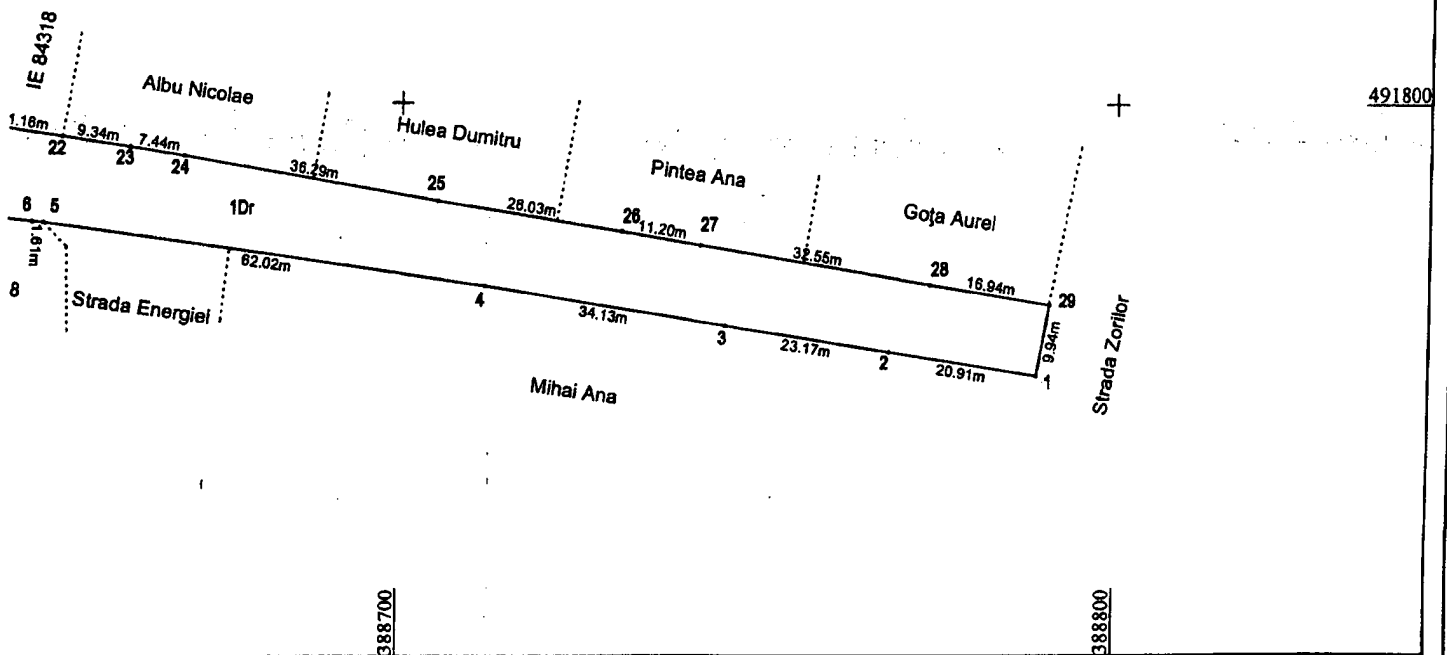 IE 84318
Albu Nicolae
Hulea Dumitru
491800
1.16m
9.34m
7.44m
22
23
24
36.29m
25
Pintea Ana
Goţa Aurel
6
5
1Dr
26.03m
26
11.20m
27
32.55m
28
16.94m
29
1.61m
62.02m
8
Strada Energiei
4
34.13m
3
23.17m
2
20.91m
1
9.94m
Strada Zorilor
Mihai Ana
388700
388800